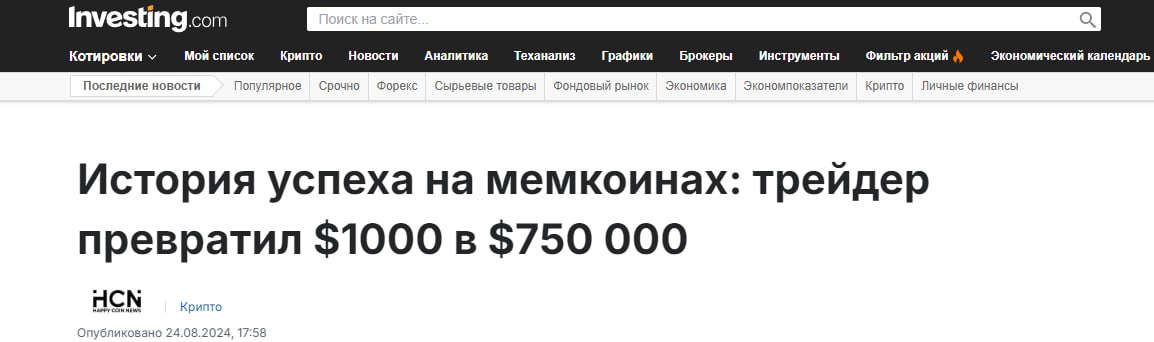 Investing.com
Поиск на сайте...
Котировки Мой список Крипто Новости Аналитика Теханализ Графики Брокеры Инструменты Фильтр акций Экономический календарь
Последние новости Популярное Срочно Форекс Сырьевые товары Фондовый рынок Экономика Экономпоказатели Крипто Личные финансы
История успеха на мемкоинах: трейдер
превратил $1000 в $750 000
HCN
HAPPY COIN NEWS
Крипто
Опубликовано 24.08.2024, 17:58